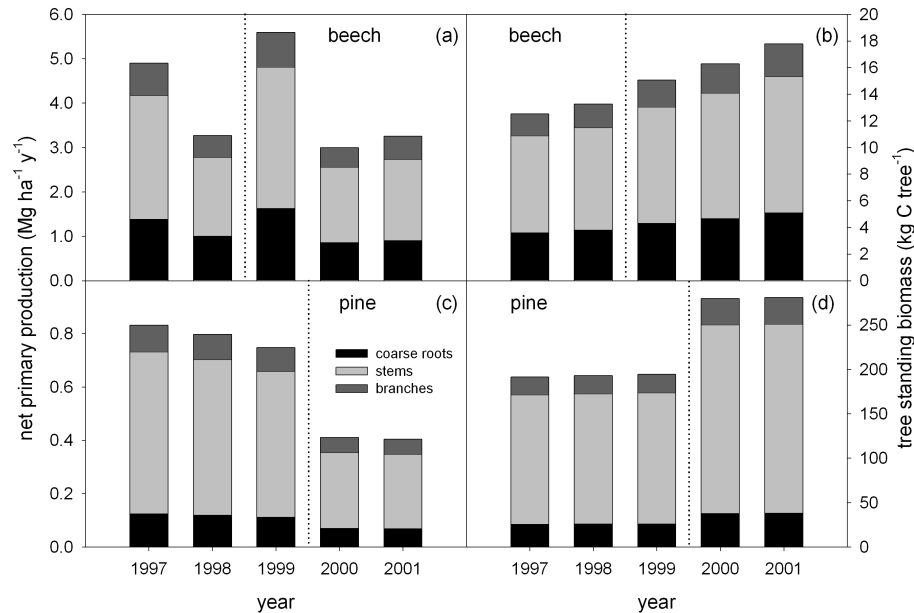 6.0
5.0
4.0
3.0
2.0
1.0
0.0
beech
(a)
beech
(b)
20
18
16
14
12
10
8
6
4
2
0
net primary production (Mg ha-1 y-1)
tree standing biomass (kg C tree-1)
0.8
0.6
0.4
0.2
0.0
pine
(c)
coarse roots
stems
branches
pine
(d)
250
200
150
100
50
0
1997 1998 1999 2000 2001
1997 1998 1999 2000 2001
year
year